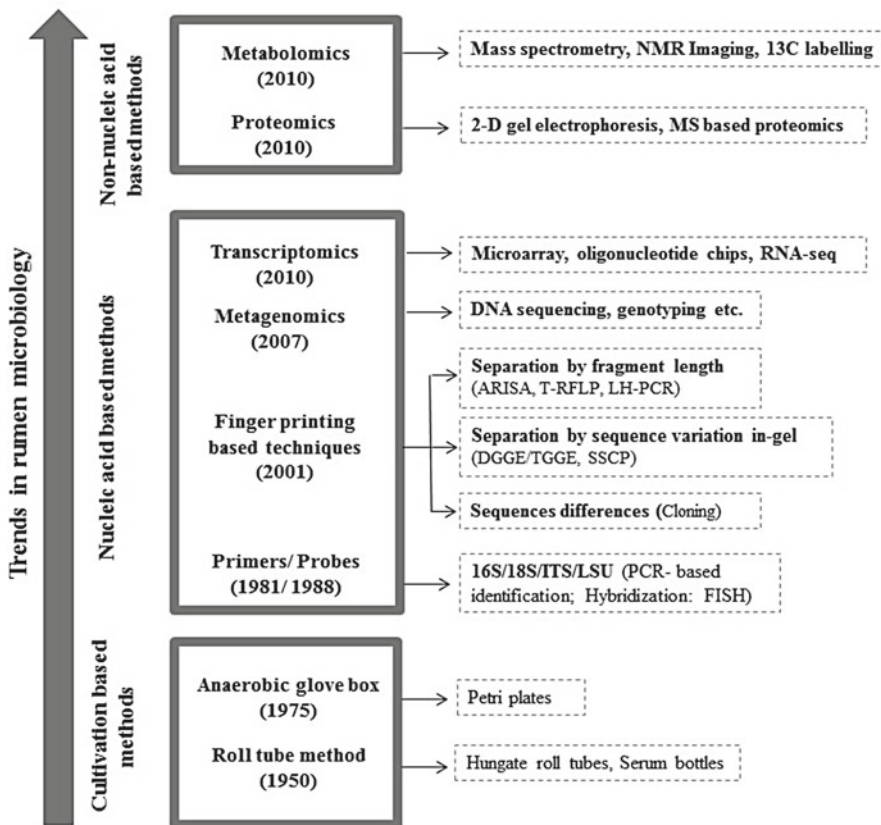 Trends in rumen microbiology
Non-nucleic acid
based methods
Metabolomics
(2010)
Mass spectrometry, NMR Imaging, 13C labelling
Proteomics
(2010)
2-D gel electrophoresis, MS based proteomics
Nucleic acid based methods
Transcriptomics
(2010)
Microarray, oligonucleotide chips, RNA-seq
Metagenomics
(2007)
DNA sequencing, genotyping etc.
Finger printing
based techniques
(2001)
Separation by fragment length
(ARISA, T-RFLP, LH-PCR)
Separation by sequence variation in-gel
(DGGE/TGGE, SSCP)
Sequences differences (Cloning)
Primers/ Probes
(1981/ 1988)
16S/18S/ITS/LSU (PCR- based
identification; Hybridization: FISH)
Cultivation based
methods
Anaerobic glove box
(1975)
Petri plates
Roll tube method
(1950)
Hungate roll tubes, Serum bottles